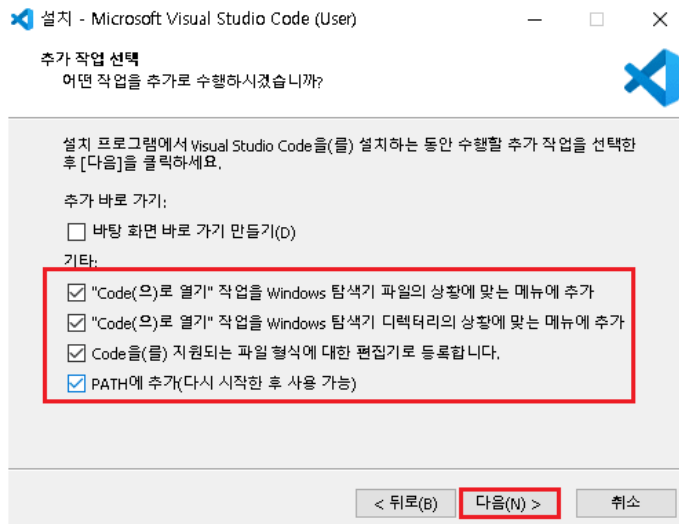 설치 - Microsoft Visual Studio Code (User)
추가 작업 선택
어떤 작업을 추가로 수행하시겠습니까?
설치 프로그램에서 Visual Studio Code을(를) 설치하는 동안 수행할 추가 작업을 선택한
후 [다음]을 클릭하세요.
추가 바로 가기:
바탕 화면 바로 가기 만들기(D)
기타:
"Code(으)로 열기" 작업을 Windows 탐색기 파일의 상황에 맞는 메뉴에 추가
"Code(으)로 열기" 작업을 Windows 탐색기 디렉터리의 상황에 맞는 메뉴에 추가
Code을(를) 지원되는 파일 형식에 대한 편집기로 등록합니다.
PATH에 추가(다시 시작한 후 사용 가능)
< 뒤로(B) 다음(N) > 취소